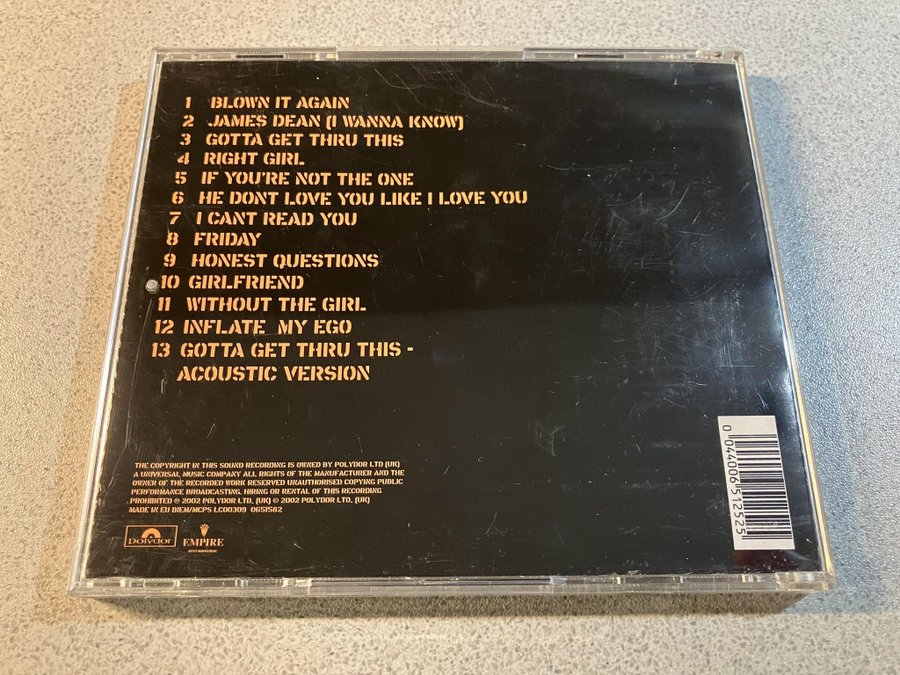 1 BLOWN IT AGAIN
2 JAMES DEAN (I WANNA KNOW)
3 GOTTA GET THRU THIS
4 RIGHT GIRL
5 IF YOU'RE NOT THE ONE
6 HE DONT LOVE YOU LIKE I LOVE YOU
7 I CANT READ YOU
8 FRIDAY
9 HONEST QUESTIONS
10 GIRLFRIEND
11 WITHOUT THE GIRL
12 INFLATE MY EGO
13 GOTTA GET THRU THIS -
ACOUSTIC VERSION
THE COPYRIGHT IN THIS SOUND RECORDING IS OWNED BY POLYDOR LTD (UK)
A UNIVERSAL MUSIC COMPANY ALL RIGHTS OF THE MANUFACTURER AND THE
OWNER OF THE RECORDED WORK RESERVED UNAUTHORISED COPYING PUBLIC
PERFORMANCE BROADCASTING, HIRING OR RENTAL OF THIS RECORDING
PROHIBITED ℗ 2002 POLYDOR LTD, (UK) © 2002 POLYDOR LTD, (UK)
MADE IN EU BIEM/MCPS LC00309 0651582
polydor
EMPIRE
ARTIST MANAGEMENT
0 044006 512525